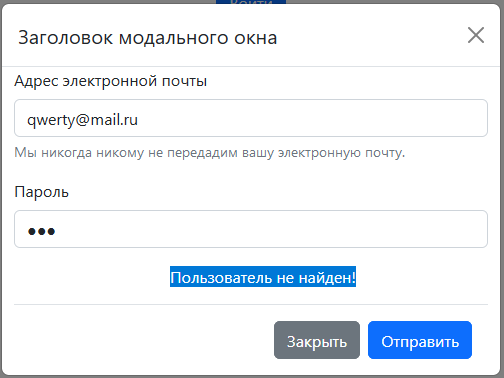 Войти
Заголовок модального окна
Адрес электронной почты
qwerty@mail.ru
Мы никогда никому не передадим вашу электронную почту.
Пароль
●●●
Пользователь не найден!
Закрыть
Отправить